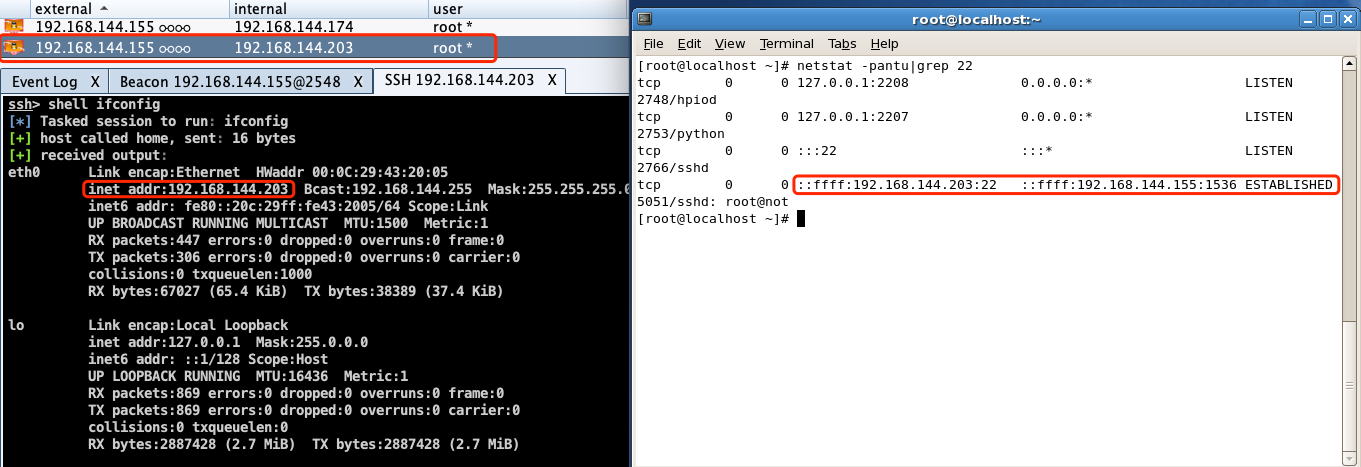 external internal user
192.168.144.155 oooo 192.168.144.174 root *
192.168.144.155 oooo 192.168.144.203 root *
Event Log X Beacon 192.168.144.155@2548 X SSH 192.168.144.203 X
ssh> shell ifconfig
[*] Tasked session to run: ifconfig
[+] host called home, sent: 16 bytes
[+] received output:
eth0 Link encap:Ethernet HWaddr 00:0C:29:43:20:05
inet addr:192.168.144.203 Bcast:192.168.144.255 Mask:255.255.255.0
inet6 addr: fe80::20c:29ff:fe43:2005/64 Scope:Link
UP BROADCAST RUNNING MULTICAST MTU:1500 Metric:1
RX packets:447 errors:0 dropped:0 overruns:0 frame:0
TX packets:306 errors:0 dropped:0 overruns:0 carrier:0
collisions:0 txqueuelen:1000
RX bytes:67027 (65.4 KiB) TX bytes:38389 (37.4 KiB)
lo Link encap:Local Loopback
inet addr:127.0.0.1 Mask:255.0.0.0
inet6 addr: ::1/128 Scope:Host
UP LOOPBACK RUNNING MTU:16436 Metric:1
RX packets:869 errors:0 dropped:0 overruns:0 frame:0
TX packets:869 errors:0 dropped:0 overruns:0 carrier:0
collisions:0 txqueuelen:0
RX bytes:2887428 (2.7 MiB) TX bytes:2887428 (2.7 MiB)
root@localhost:~
File Edit View Terminal Tabs Help
[root@localhost ~]# netstat -pantu|grep 22
tcp 0 0 127.0.0.1:2208 0.0.0.0:* LISTEN
2748/hpiod
tcp 0 0 127.0.0.1:2207 0.0.0.0:* LISTEN
2753/python
tcp 0 0 :::22 :::* LISTEN
2766/sshd
tcp 0 0 ::ffff:192.168.144.203:22 ::ffff:192.168.144.155:1536 ESTABLISHED
5051/sshd: root@not
[root@localhost ~]#